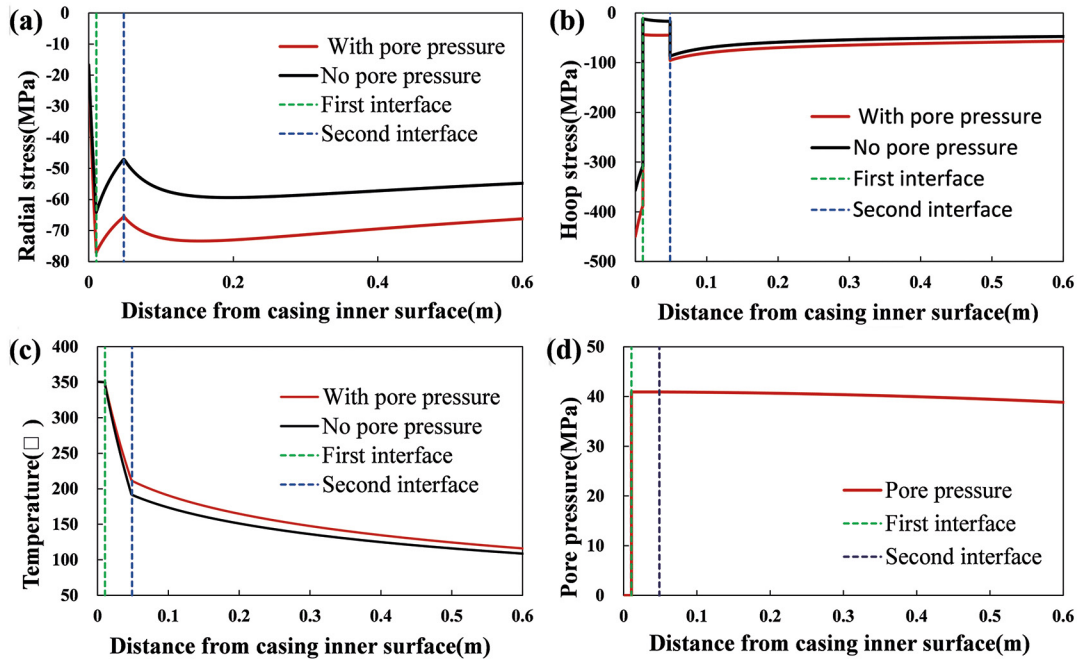 (a)
0
-10
-20
-30
-40
-50
-60
-70
-80
Radial stress(MPa)
With pore pressure
No pore pressure
First interface
Second interface
0
0.2
0.4
0.6
Distance from casing inner surface(m)
(b)
0
-100
-200
-300
-400
-500
Hoop stress(MPa)
With pore pressure
No pore pressure
First interface
Second interface
0
0.1
0.2
0.3
0.4
0.5
0.6
Distance from casing inner surface(m)
(c)
400
350
300
250
200
150
100
50
Temperature(□ )
With pore pressure
No pore pressure
First interface
Second interface
0
0.1
0.2
0.3
0.4
0.5
0.6
Distance from casing inner surface(m)
(d)
50
40
30
20
10
0
Pore pressure(MPa)
Pore pressure
First interface
Second interface
0
0.1
0.2
0.3
0.4
0.5
0.6
Distance from casing inner surface(m)